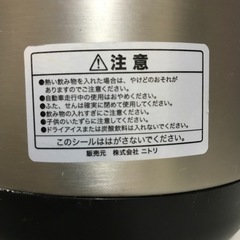 注意
●熱い飲み物を入れた場合は、やけどのおそれが
ありますのでご注意ください。
●自動車走行中の使用はおやめください。
●ふた、せんは確実に閉めて使用してください。
●飲み物の入れすぎにご注意ください。
●子供のいたずらに注意してください。
●ドライアイスまたは炭酸飲料は入れないでください。
このシールははがさないでください
販売元 株式会社 ニトリ